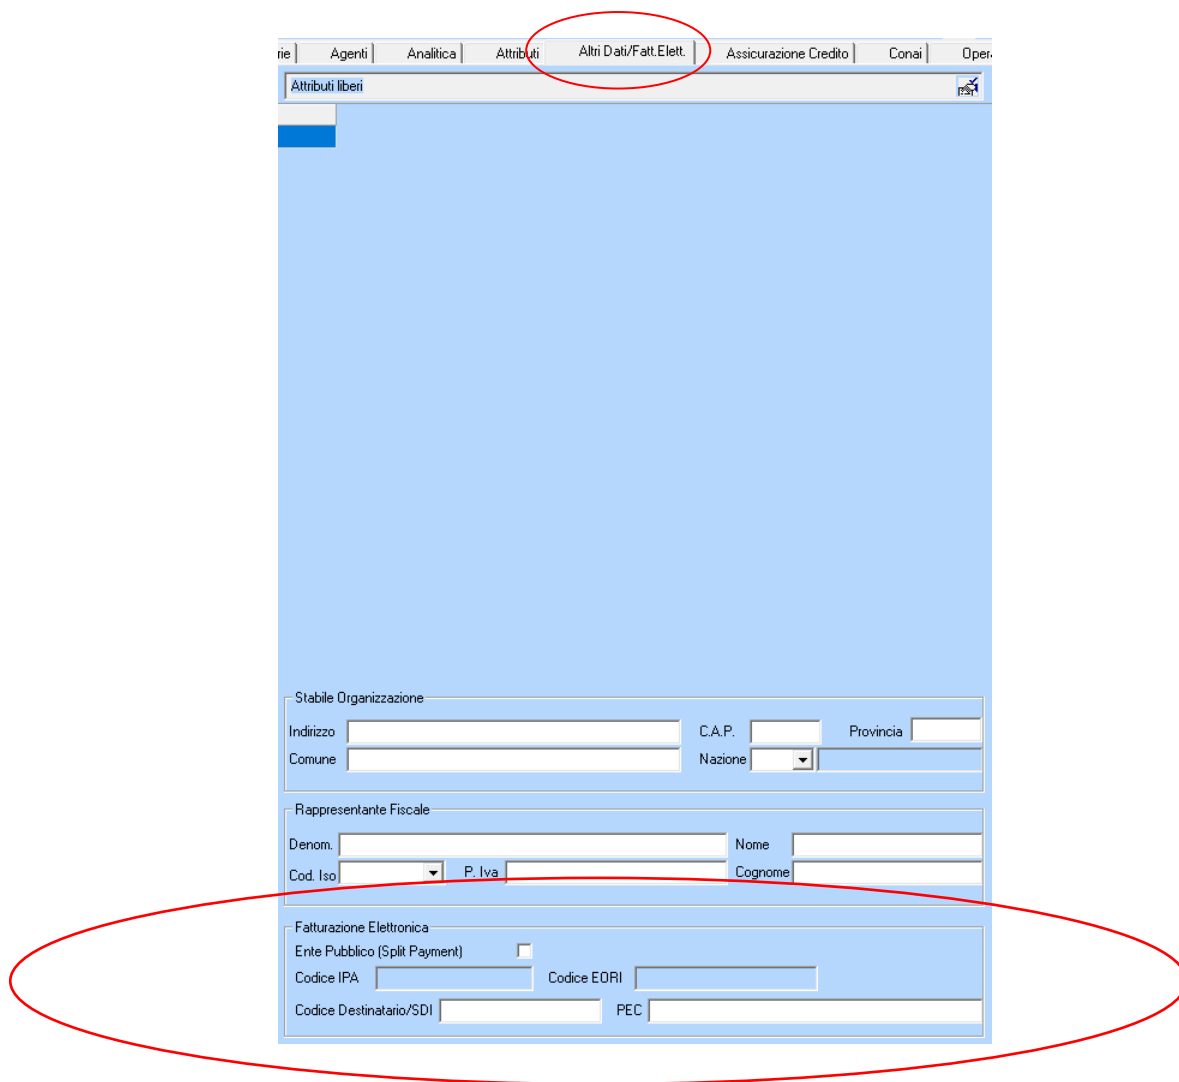 rie Agenti Analitica Attributi Altri Dati/Fatt.Elett. Assicurazione Credito Conai Oper
Attributi liberi
Stabile Organizzazione
Indirizzo C.A.P. Provincia
Comune Nazione
Rappresentante Fiscale
Denom. Nome
Cod. Iso P. Iva Cognome
Fatturazione Elettronica
Ente Pubblico (Split Payment)
Codice IPA Codice EORI
Codice Destinatario/SDI PEC